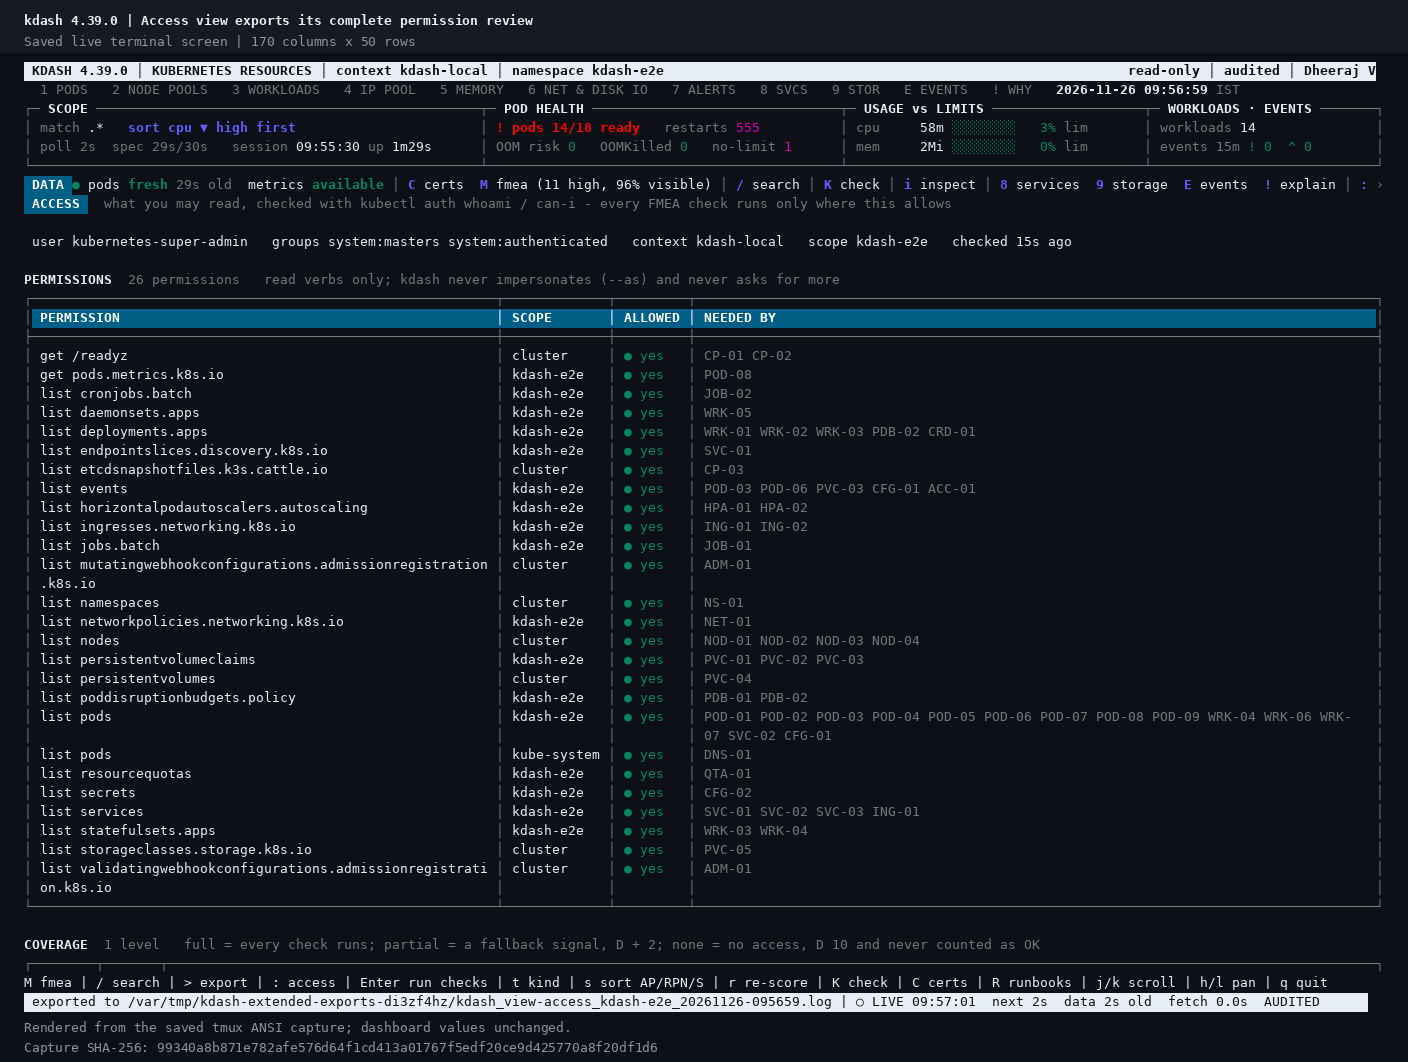 kdash 4.39.0 | Access view exports its complete permission review
Saved live terminal screen | 170 columns x 50 rows
KDASH 4.39.0 │ KUBERNETES RESOURCES │ context kdash-local │ namespace kdash-e2e read-only │ audited │ Dheeraj V
1 PODS 2 NODE POOLS 3 WORKLOADS 4 IP POOL 5 MEMORY 6 NET & DISK IO 7 ALERTS 8 SVCS 9 STOR E EVENTS ! WHY 2026-11-26 09:56:59 IST
SCOPE POD HEALTH USAGE vs LIMITS WORKLOADS · EVENTS
match .* sort cpu ▼ high first │ ! pods 14/18 ready restarts 555 │ cpu 58m ░░░░░░░░ 3% lim │ workloads 14
poll 2s spec 29s/30s session 09:55:30 up 1m29s │ OOM risk 0 OOMKilled 0 no-limit 1 │ mem 2Mi ░░░░░░░░ 0% lim │ events 15m ! 0 ^ 0
DATA ● pods fresh 29s old metrics available │ C certs M fmea (11 high, 96% visible) │ / search │ K check │ i inspect │ 8 services 9 storage E events ! explain │ : ›
ACCESS what you may read, checked with kubectl auth whoami / can-i - every FMEA check runs only where this allows
user kubernetes-super-admin groups system:masters system:authenticated context kdash-local scope kdash-e2e checked 15s ago
PERMISSIONS 26 permissions read verbs only; kdash never impersonates (--as) and never asks for more
│ PERMISSION │ SCOPE │ ALLOWED │ NEEDED BY │
│ get /readyz │ cluster │ ● yes │ CP-01 CP-02 │
│ get pods.metrics.k8s.io │ kdash-e2e │ ● yes │ POD-08 │
│ list cronjobs.batch │ kdash-e2e │ ● yes │ JOB-02 │
│ list daemonsets.apps │ kdash-e2e │ ● yes │ WRK-05 │
│ list deployments.apps │ kdash-e2e │ ● yes │ WRK-01 WRK-02 WRK-03 PDB-02 CRD-01 │
│ list endpointslices.discovery.k8s.io │ kdash-e2e │ ● yes │ SVC-01 │
│ list etcdsnapshotfiles.k3s.cattle.io │ cluster │ ● yes │ CP-03 │
│ list events │ kdash-e2e │ ● yes │ POD-03 POD-06 PVC-03 CFG-01 ACC-01 │
│ list horizontalpodautoscalers.autoscaling │ kdash-e2e │ ● yes │ HPA-01 HPA-02 │
│ list ingresses.networking.k8s.io │ kdash-e2e │ ● yes │ ING-01 ING-02 │
│ list jobs.batch │ kdash-e2e │ ● yes │ JOB-01 │
│ list mutatingwebhookconfigurations.admissionregistration │ cluster │ ● yes │ ADM-01 │
│ .k8s.io │ │ │ │
│ list namespaces │ cluster │ ● yes │ NS-01 │
│ list networkpolicies.networking.k8s.io │ kdash-e2e │ ● yes │ NET-01 │
│ list nodes │ cluster │ ● yes │ NOD-01 NOD-02 NOD-03 NOD-04 │
│ list persistentvolumeclaims │ kdash-e2e │ ● yes │ PVC-01 PVC-02 PVC-03 │
│ list persistentvolumes │ cluster │ ● yes │ PVC-04 │
│ list poddisruptionbudgets.policy │ kdash-e2e │ ● yes │ PDB-01 PDB-02 │
│ list pods │ kdash-e2e │ ● yes │ POD-01 POD-02 POD-03 POD-04 POD-05 POD-06 POD-07 POD-08 POD-09 WRK-04 WRK-06 WRK- │
│ │ │ │ 07 SVC-02 CFG-01 │
│ list pods │ kube-system │ ● yes │ DNS-01 │
│ list resourcequotas │ kdash-e2e │ ● yes │ QTA-01 │
│ list secrets │ kdash-e2e │ ● yes │ CFG-02 │
│ list services │ kdash-e2e │ ● yes │ SVC-01 SVC-02 SVC-03 ING-01 │
│ list statefulsets.apps │ kdash-e2e │ ● yes │ WRK-03 WRK-04 │
│ list storageclasses.storage.k8s.io │ cluster │ ● yes │ PVC-05 │
│ list validatingwebhookconfigurations.admissionregistrati │ cluster │ ● yes │ ADM-01 │
│ on.k8s.io │ │ │ │
COVERAGE 1 level full = every check runs; partial = a fallback signal, D + 2; none = no access, D 10 and never counted as OK
M fmea | / search | > export | : access | Enter run checks | t kind | s sort AP/RPN/S | r re-score | K check | C certs | R runbooks | j/k scroll | h/l pan | q quit
exported to /var/tmp/kdash-extended-exports-di3zf4hz/kdash_view-access_kdash-e2e_20261126-095659.log | ○ LIVE 09:57:01 next 2s data 2s old fetch 0.0s AUDITED
Rendered from the saved tmux ANSI capture; dashboard values unchanged.
Capture SHA-256: 99340a8b871e782afe576d64f1cd413a01767f5edf20ce9d425770a8f20df1d6